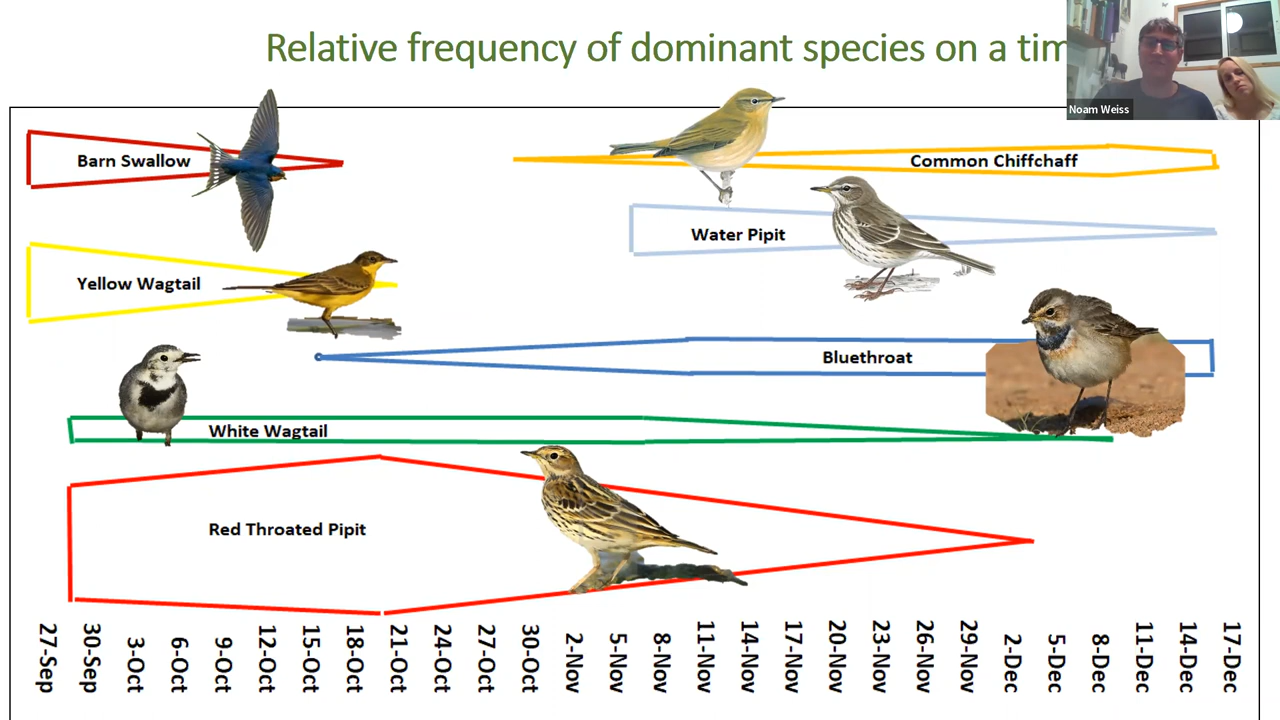 Relative frequency of dominant species on a tim
Noam Weiss
Barn Swallow
Common Chiffchaff
Water Pipit
Yellow Wagtail
Bluethroat
White Wagtail
Red Throated Pipit
27-Sep
30-Sep
3-Oct
6-Oct
9-Oct
12-Oct
15-Oct
18-Oct
21-Oct
24-Oct
27-Oct
30-Oct
2-Nov
5-Nov
8-Nov
11-Nov
14-Nov
17-Nov
20-Nov
23-Nov
26-Nov
29-Nov
2-Dec
5-Dec
8-Dec
11-Dec
14-Dec
17-Dec